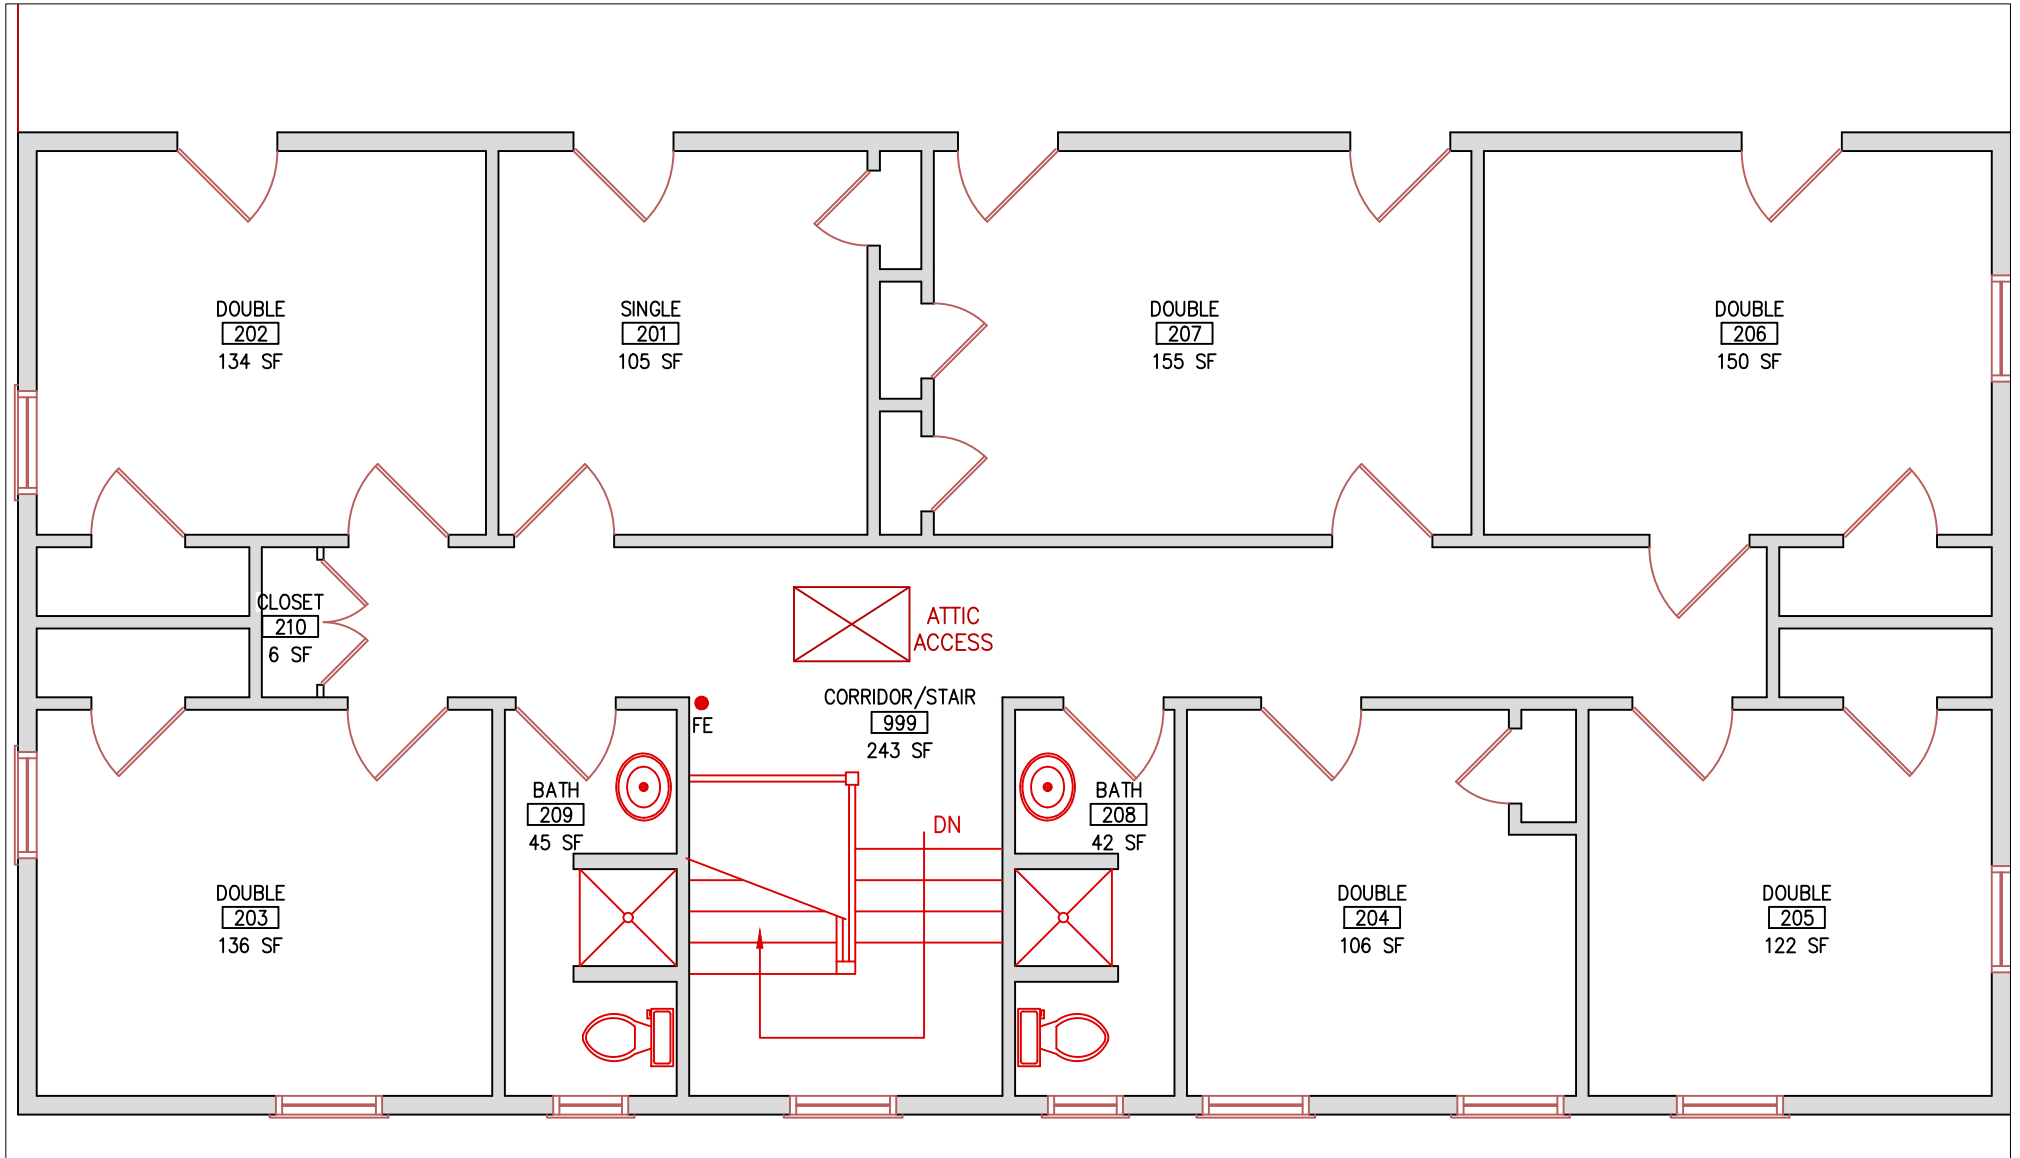 DOUBLE
202
134 SF
SINGLE
201
105 SF
DOUBLE
207
155 SF
DOUBLE
206
150 SF
CLOSET
210
6 SF
ATTIC
ACCESS
CORRIDOR/STAIR
999
243 SF
FE
BATH
209
45 SF
DN
BATH
208
42 SF
DOUBLE
203
136 SF
DOUBLE
204
106 SF
DOUBLE
205
122 SF